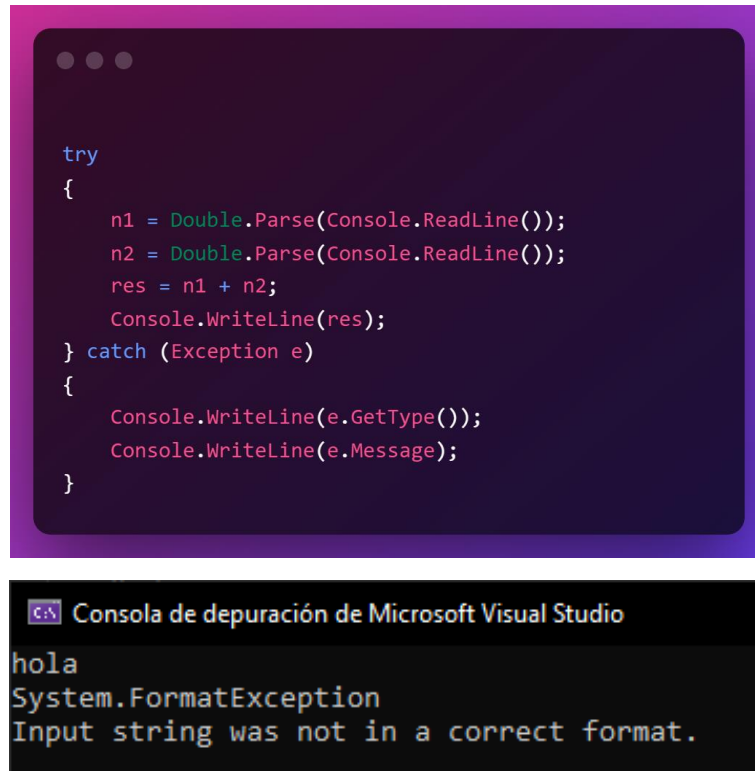 try
{
    n1 = Double.Parse(Console.ReadLine());
    n2 = Double.Parse(Console.ReadLine());
    res = n1 + n2;
    Console.WriteLine(res);
} catch (Exception e)
{
    Console.WriteLine(e.GetType());
    Console.WriteLine(e.Message);
}
C:\ Consola de depuración de Microsoft Visual Studio
hola
System.FormatException
Input string was not in a correct format.